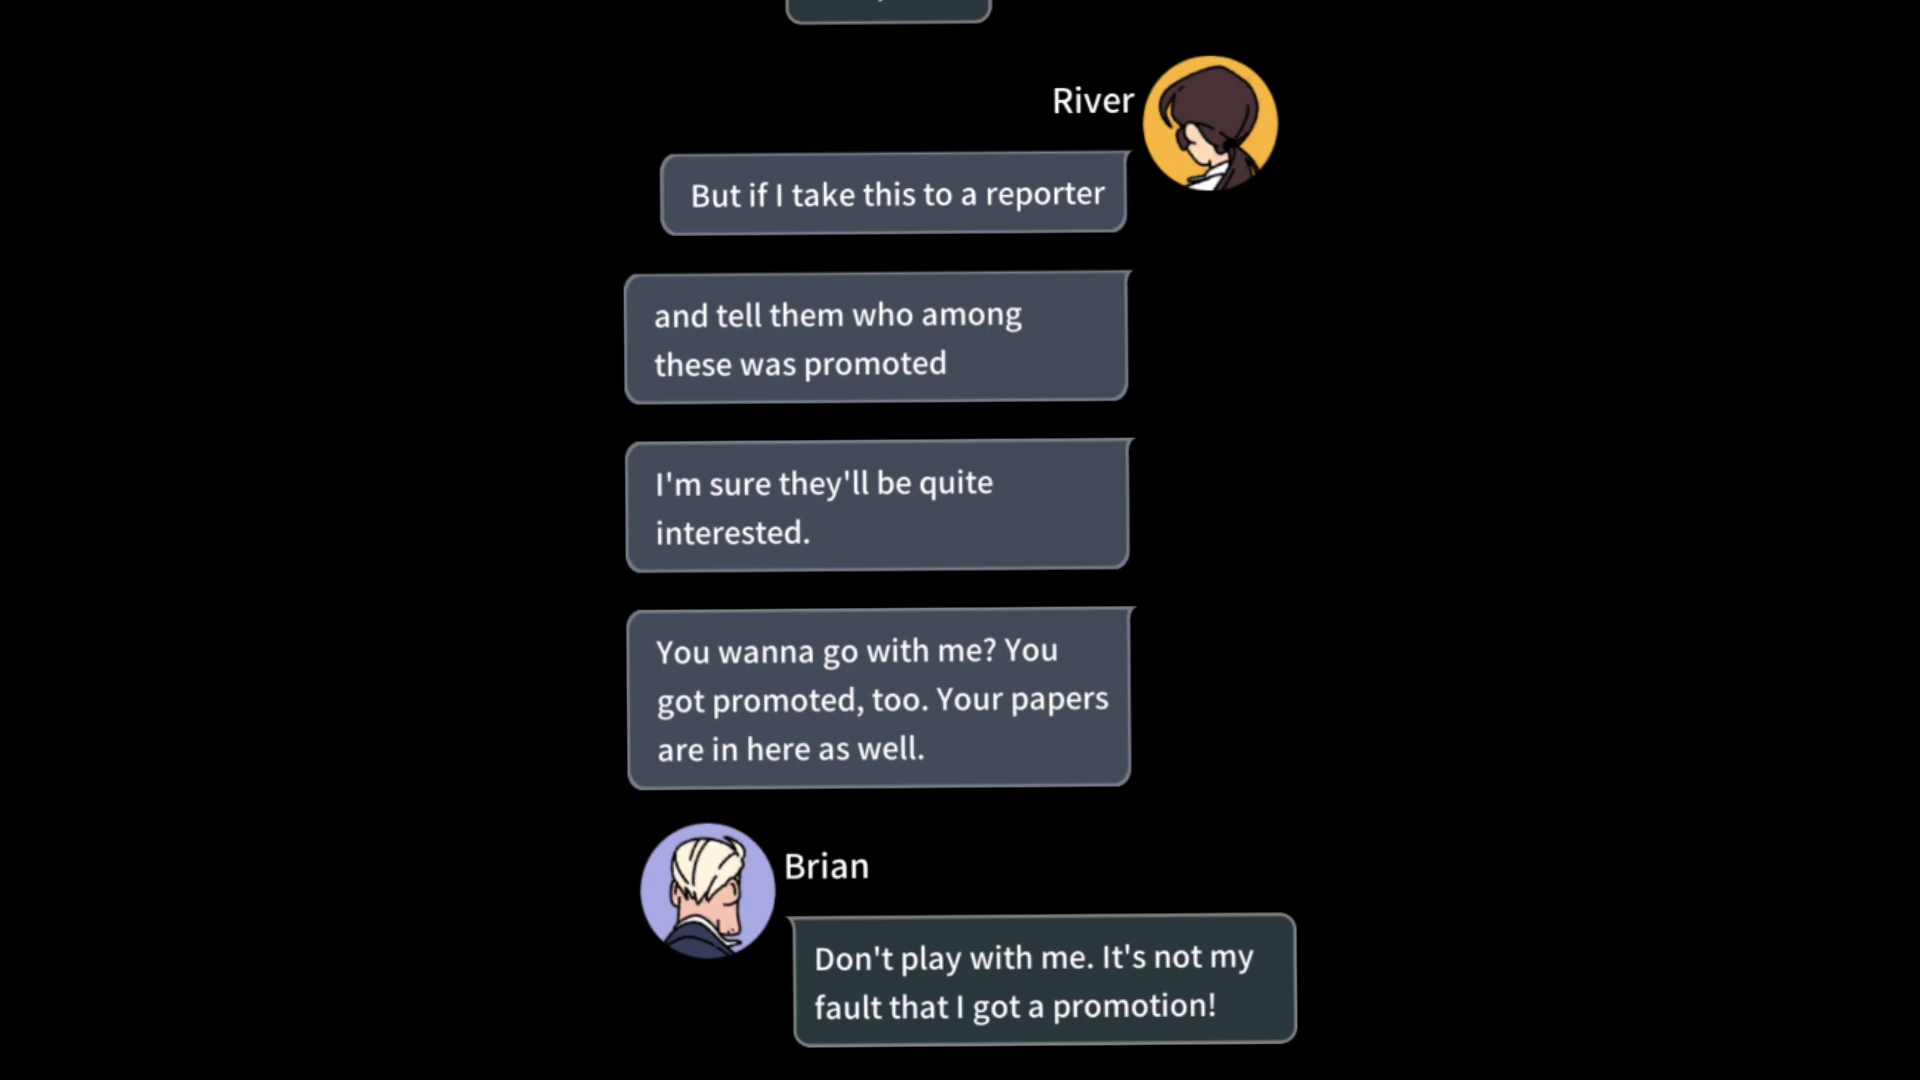 River
But if I take this to a reporter
and tell them who among
these was promoted
I'm sure they'll be quite
interested.
You wanna go with me? You
got promoted, too. Your papers
are in here as well.
Brian
Don't play with me. It's not my
fault that I got a promotion!